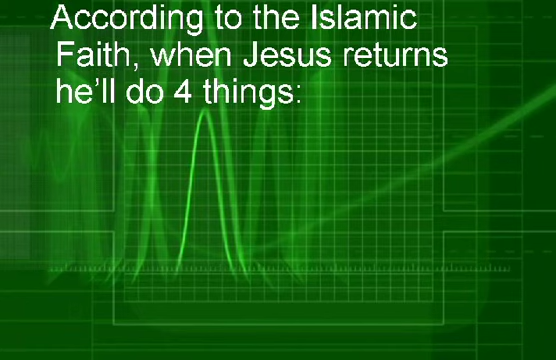 According to the Islamic
Faith, when Jesus returns
he’ll do 4 things: